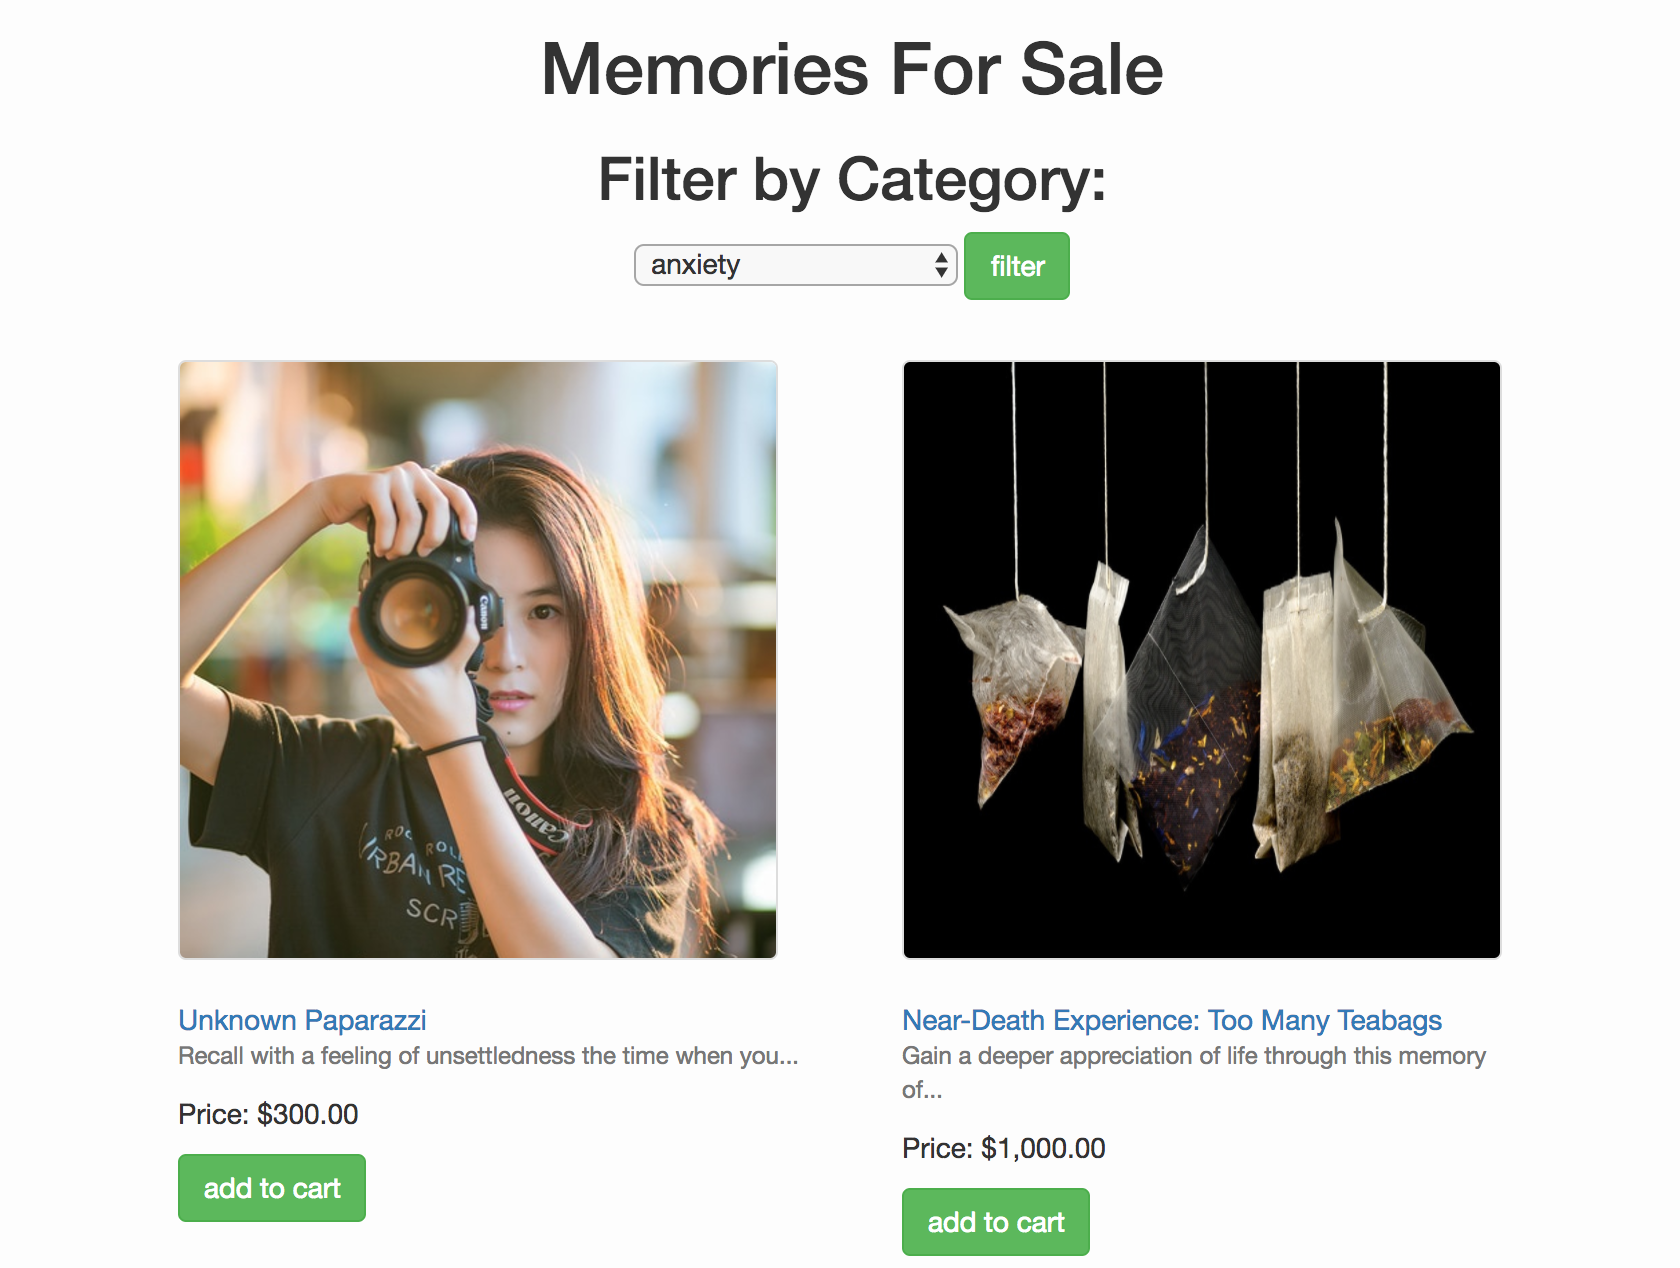 Memories For Sale
Filter by Category:
anxiety
filter
Canon
Canon
ROC ROLL
URBAN RE
SCR
Unknown Paparazzi
Recall with a feeling of unsettledness the time when you...
Price: $300.00
add to cart
Near-Death Experience: Too Many Teabags
Gain a deeper appreciation of life through this memory
of...
Price: $1,000.00
add to cart